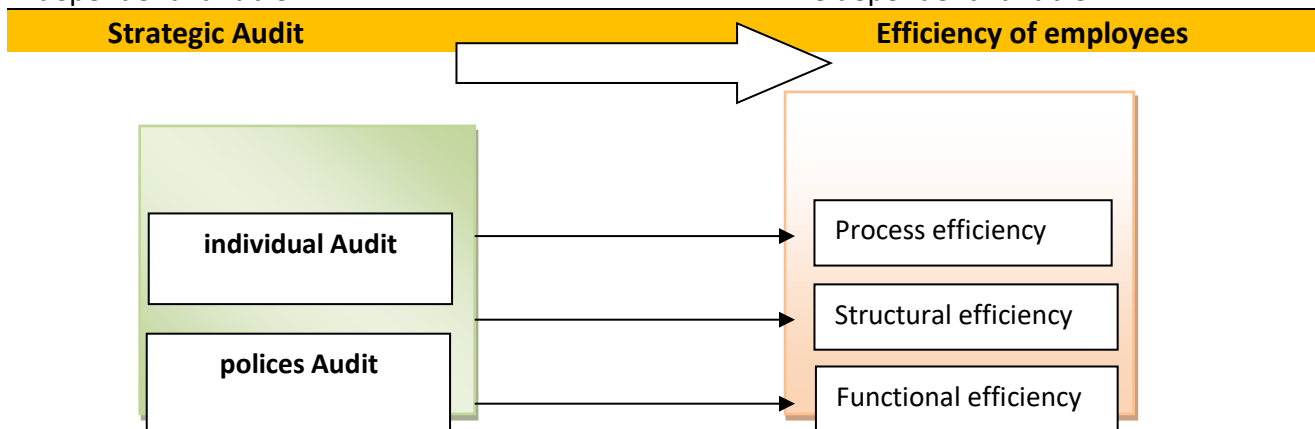 Strategic Audit
Efficiency of employees
individual Audit
Process efficiency
Structural efficiency
polices Audit
Functional efficiency